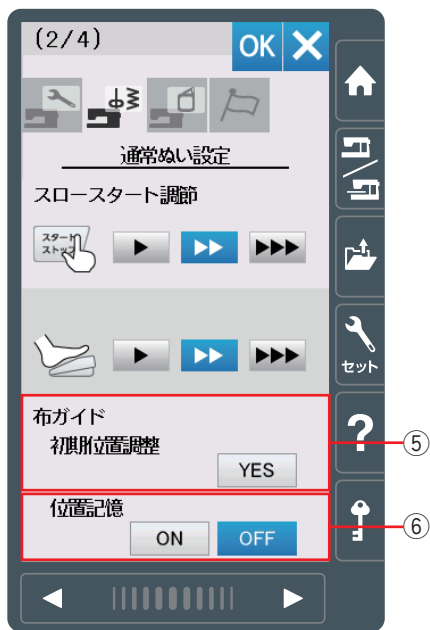 (2/4)
OK
通常ぬい設定
スロースタート調節
スタート
ストップ
セット
布ガイド
初期位置調整
YES
?
⑤
位置記憶
ON OFF
⑥